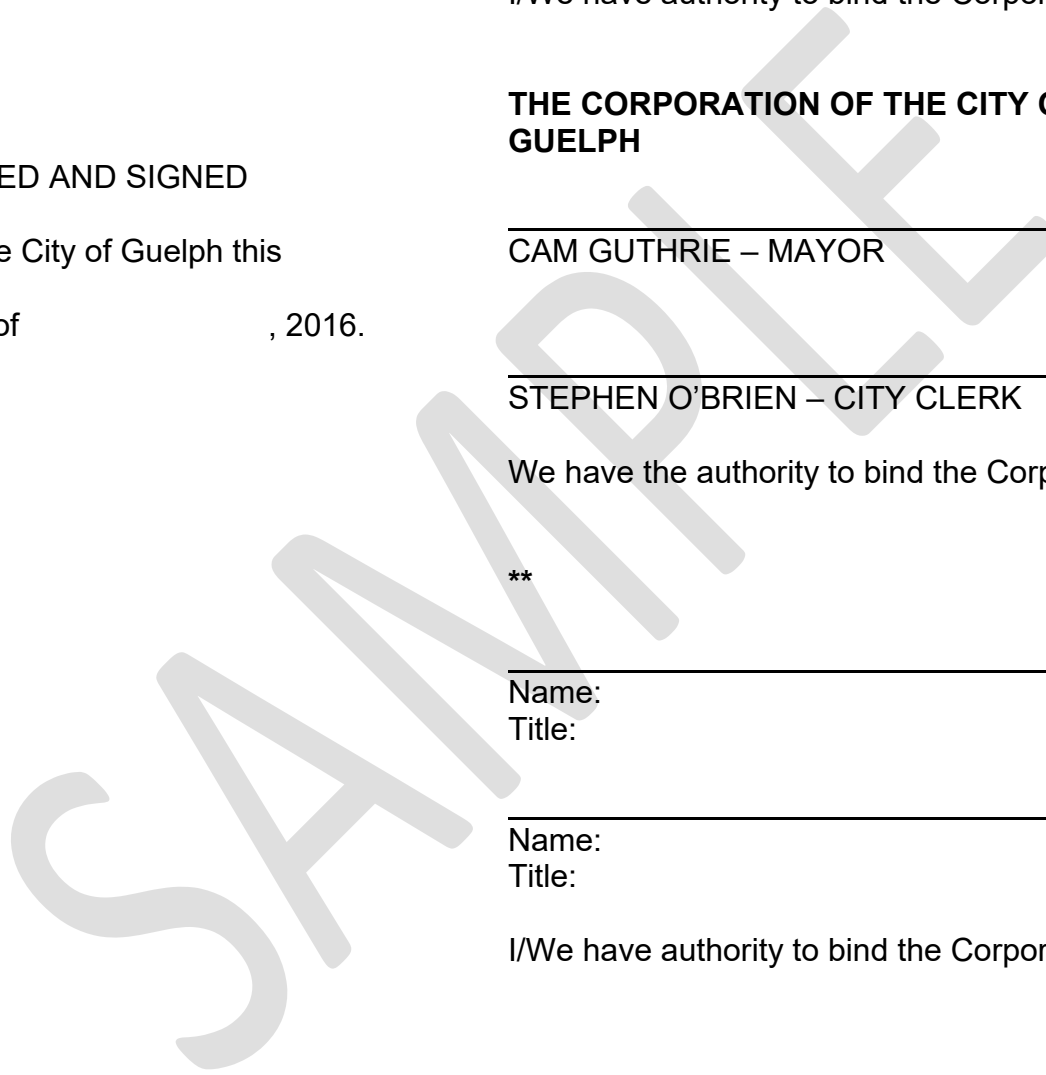 I/We have authority to bind the Corpor
THE CORPORATION OF THE CITY
GUELPH
ED AND SIGNED
e City of Guelph this
CAM GUTHRIE – MAYOR
of , 2016.
STEPHEN O'BRIEN – CITY CLERK
We have the authority to bind the Corp
**
Name:
Title:
Name:
Title:
I/We have authority to bind the Corpor
SAMPLE